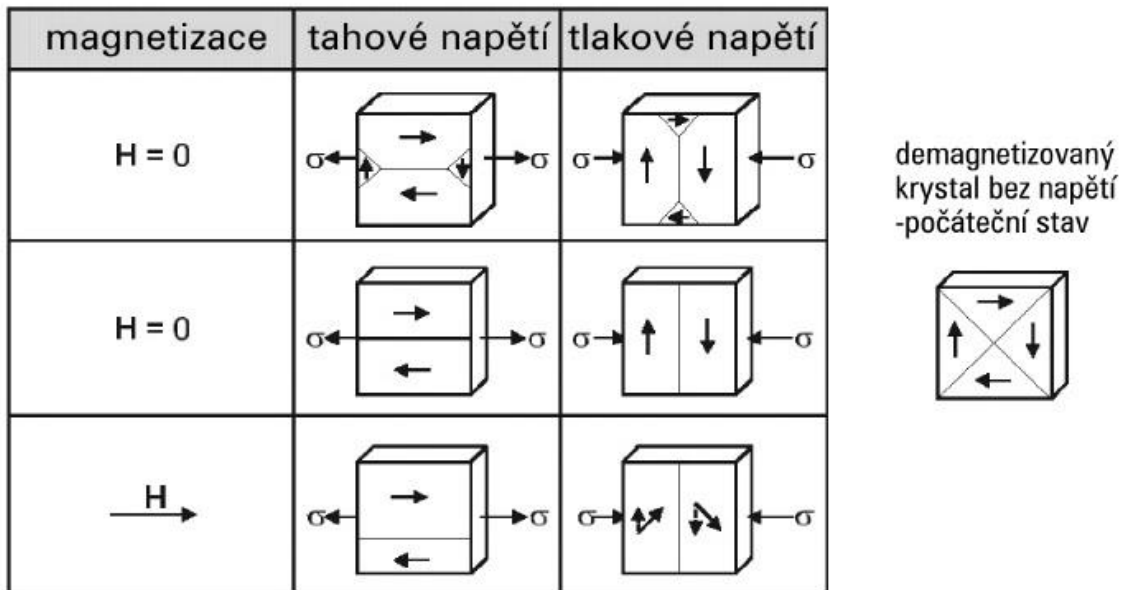 magnetizace tahové napětí tlakové napětí
H = 0 σ σ σ σ
H = 0 σ σ σ σ
H σ σ σ σ
demagnetizovaný
krystal bez napětí
-počáteční stav